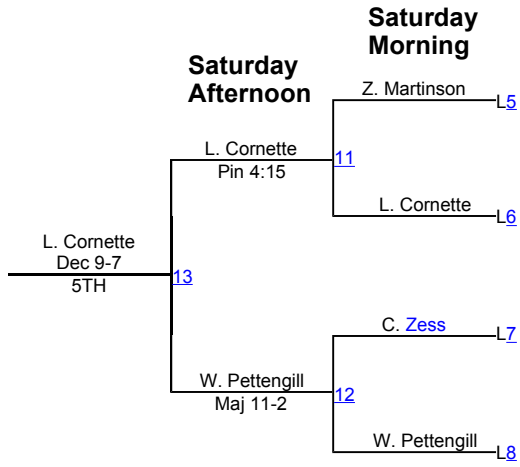 Saturday
Morning
Saturday
Afternoon
Z. Martinson
L5
L. Cornette
11
Pin 4:15
L. Cornette
L6
L. Cornette
Dec 9-7
13
5TH
C. Zess
L7
W. Pettengill
12
Maj 11-2
W. Pettengill
L8